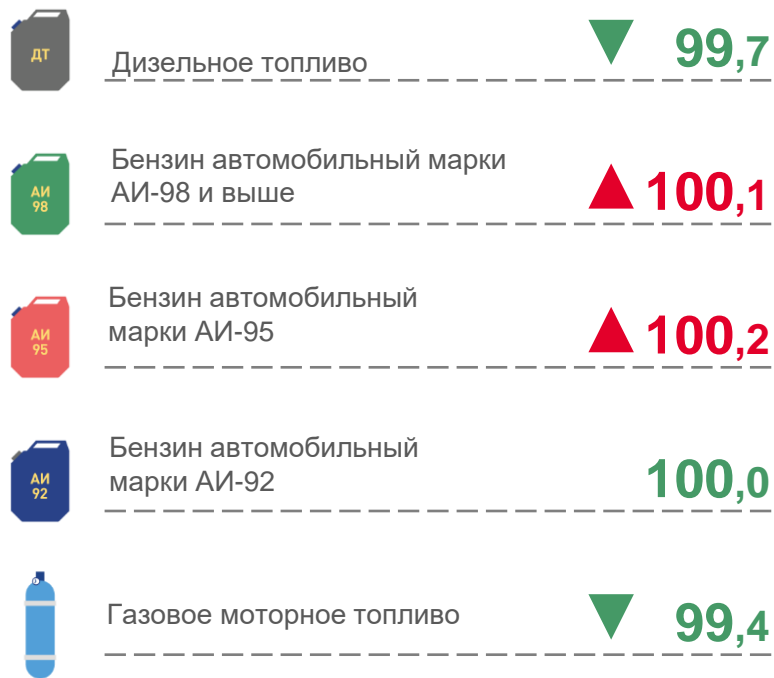 ДТ
Дизельное топливо
99,7
АИ
98
Бензин автомобильный марки
АИ-98 и выше
100,1
АИ
95
Бензин автомобильный
марки АИ-95
100,2
АИ
92
Бензин автомобильный
марки АИ-92
100,0
Газовое моторное топливо
99,4